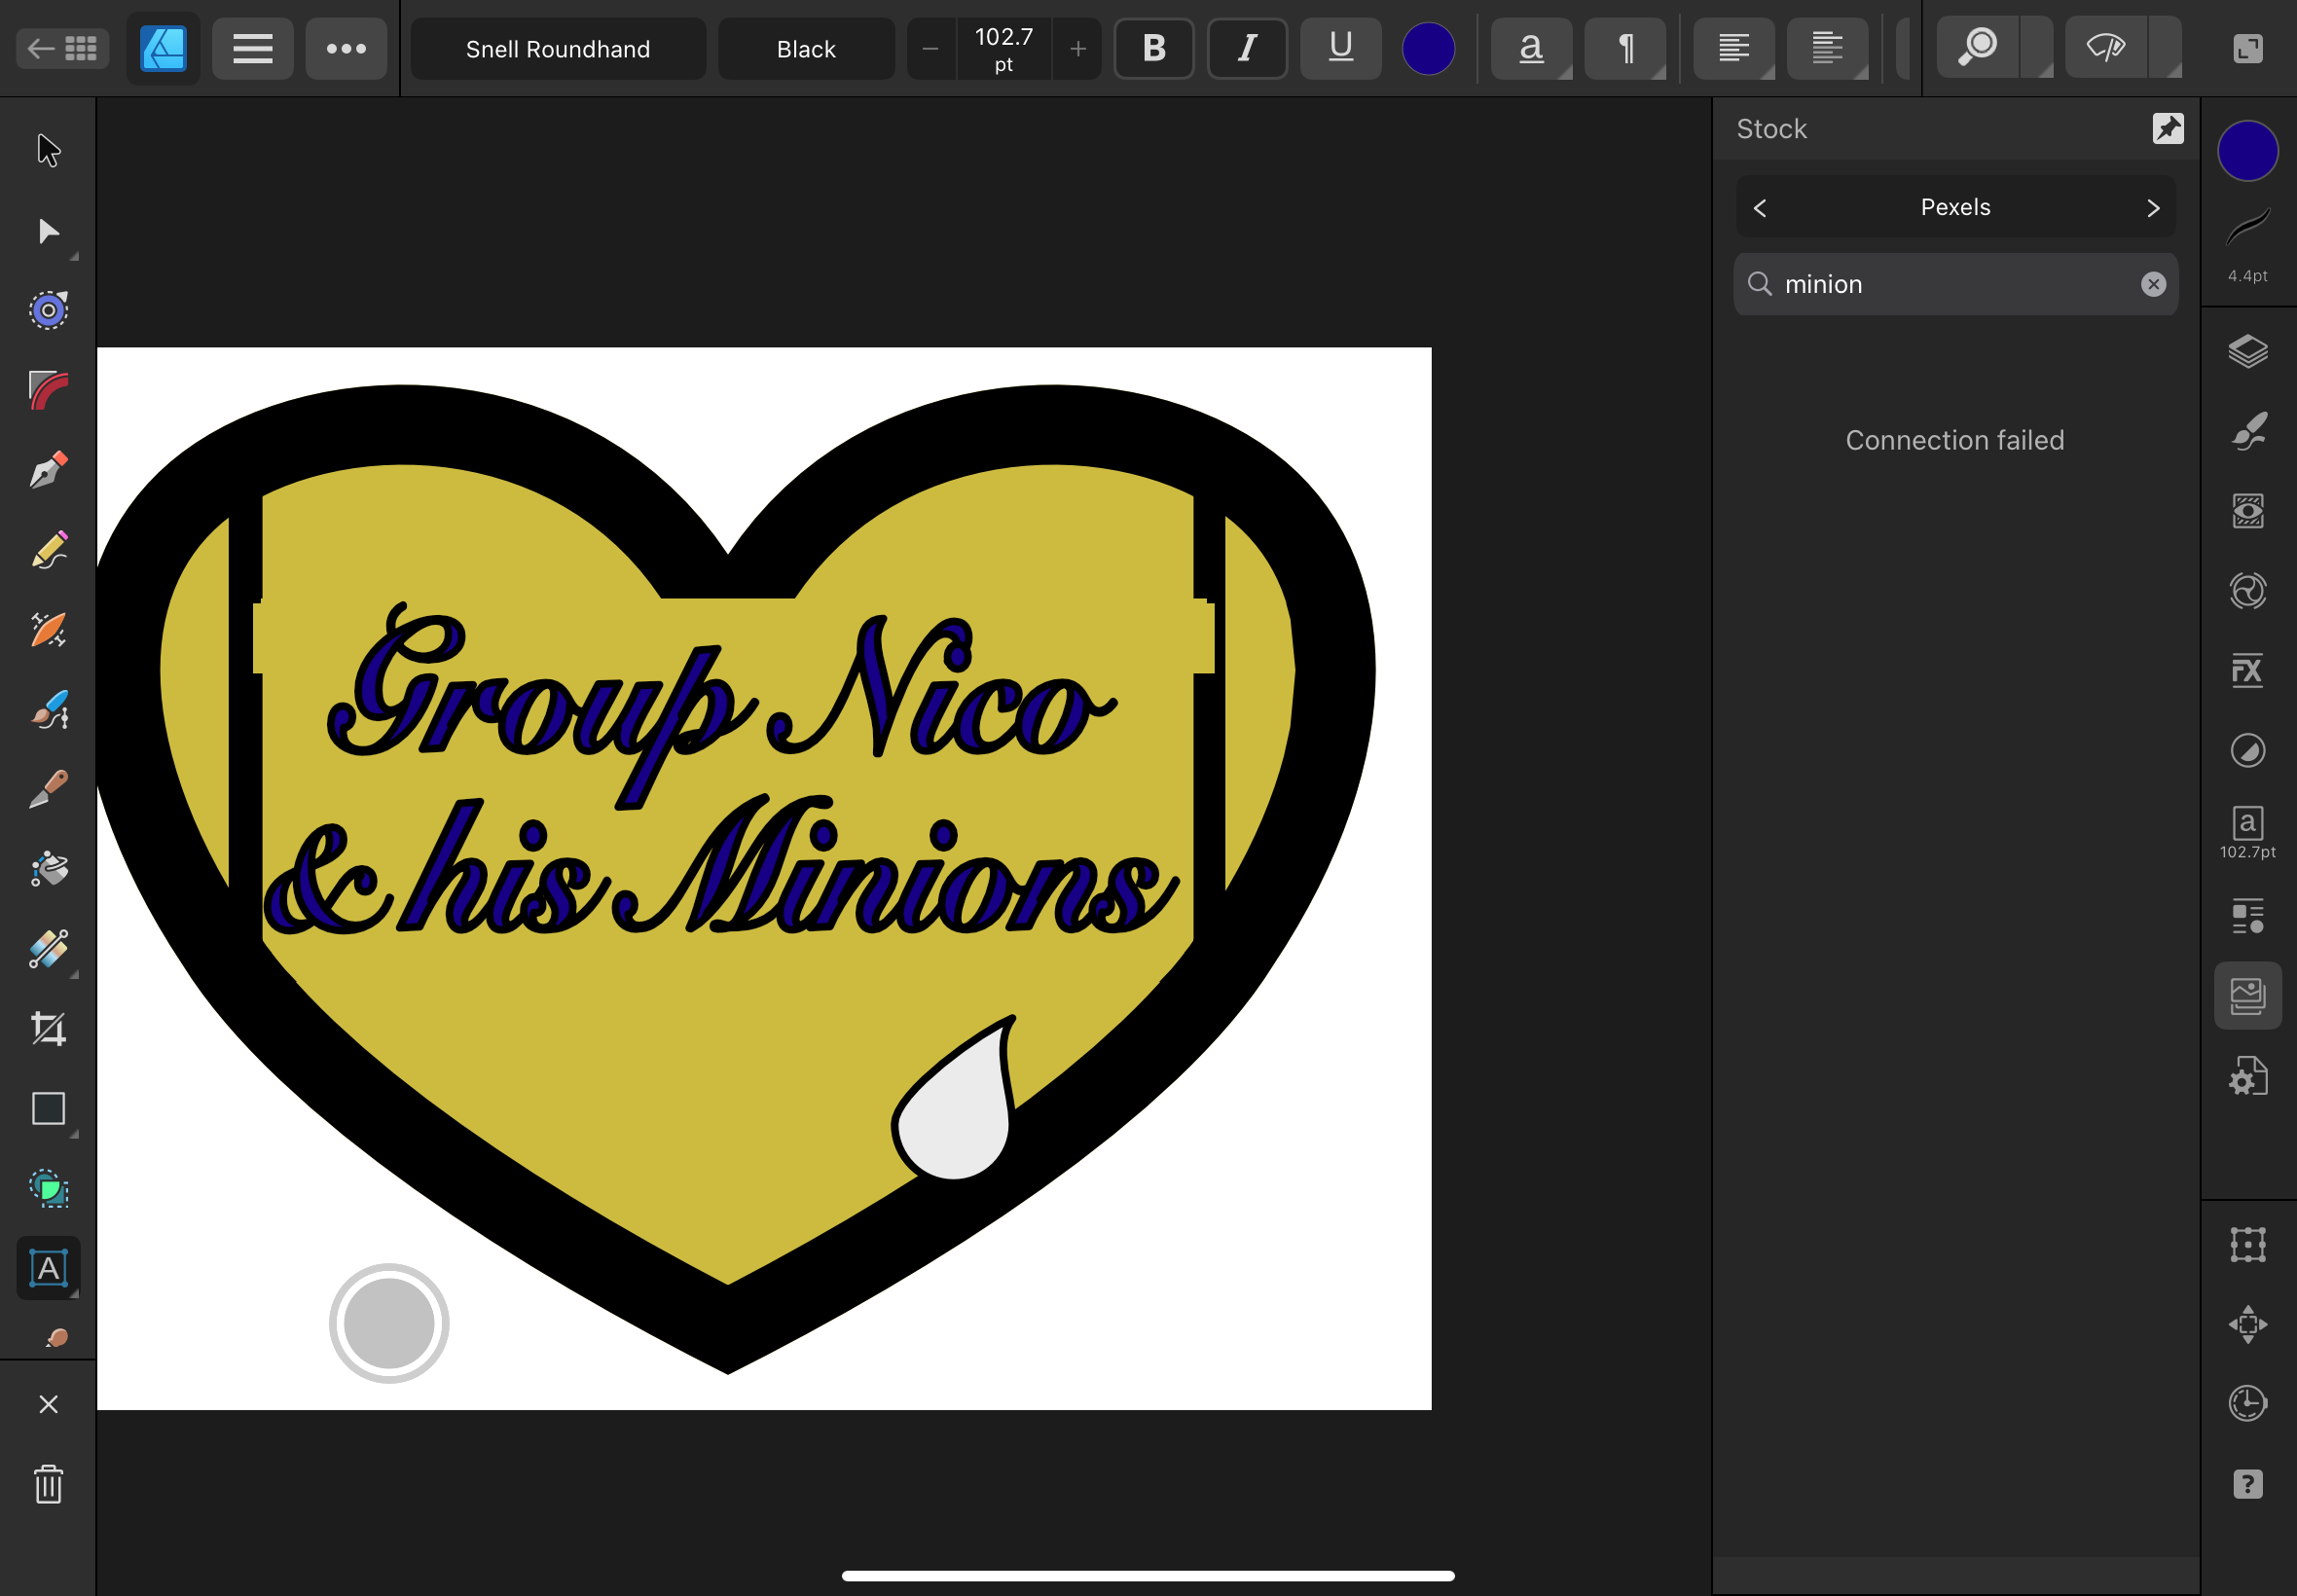 Snell Roundhand
Black
102.7
pt
B
I
U
a
¶
Stock
Pexels
minion
Connection failed
4.4pt
FX
a
102.7pt
Group Nico
& his Minions
A
?